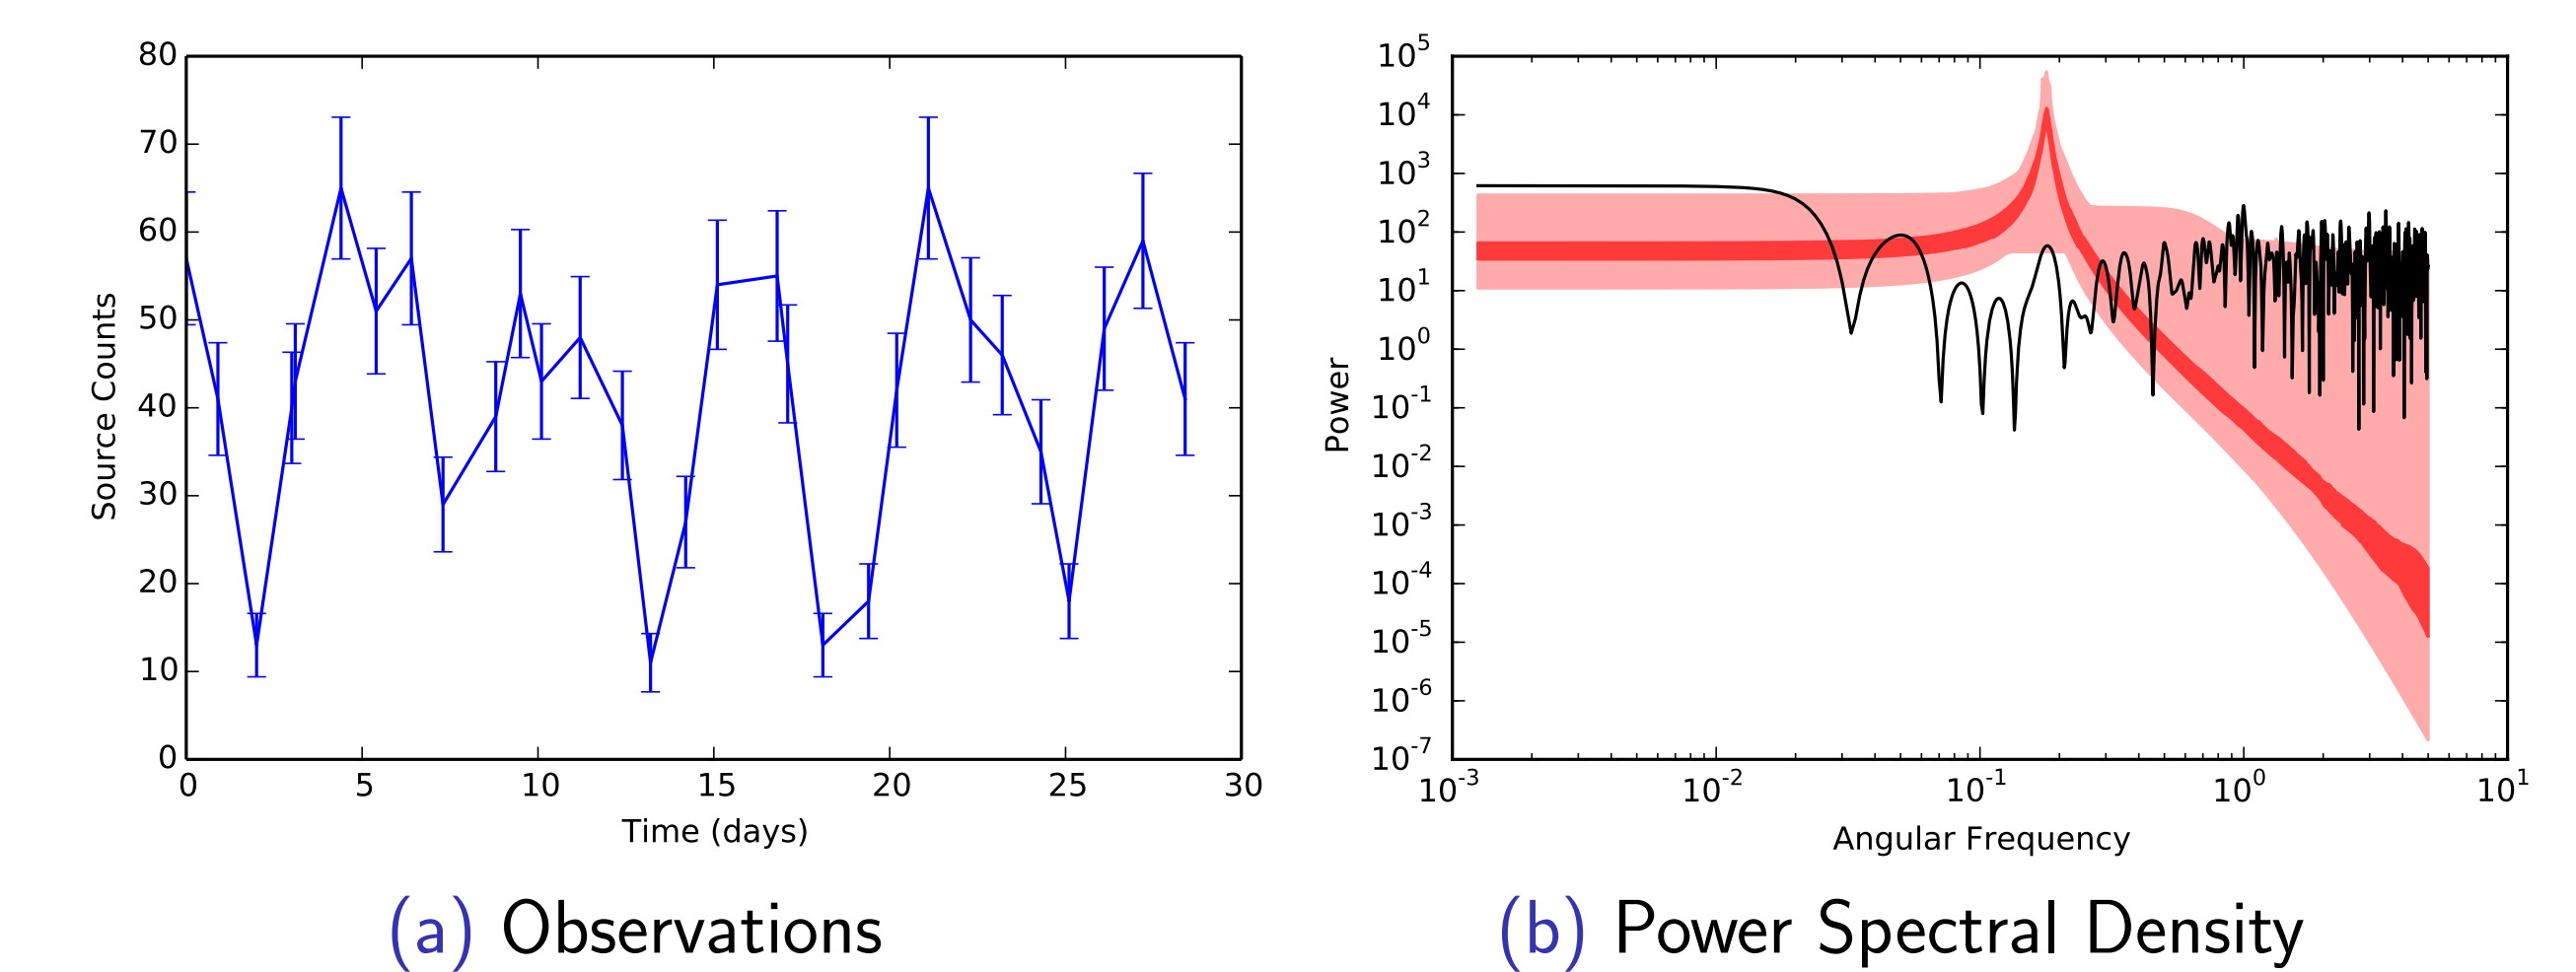 80
70
60
50
40
30
20
10
0
Source Counts
0 5 10 15 20 25 30
Time (days)
(a) Observations
10^5
10^4
10^3
10^2
10^1
10^0
10^-1
10^-2
10^-3
10^-4
10^-5
10^-6
10^-7
Power
10^-3 10^-2 10^-1 10^0 10^1
Angular Frequency
(b) Power Spectral Density